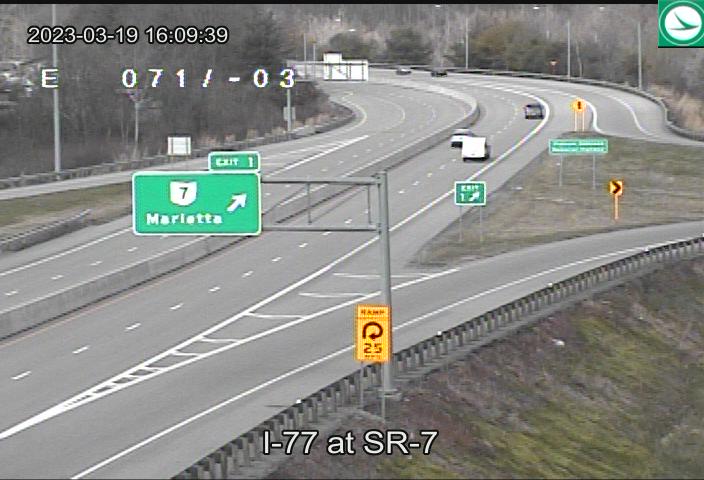 2023-03-19 16:09:39
E 071/-03
EXIT 1
7
Marietta
EXIT
1
RAMP
25
MPH
I-77 at SR-7